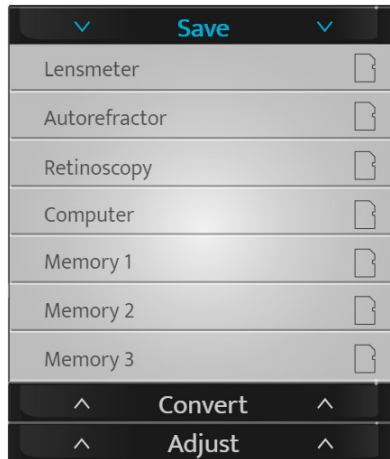 Save
Lensmeter
Autorefractor
Retinoscopy
Computer
Memory 1
Memory 2
Memory 3
Convert
Adjust